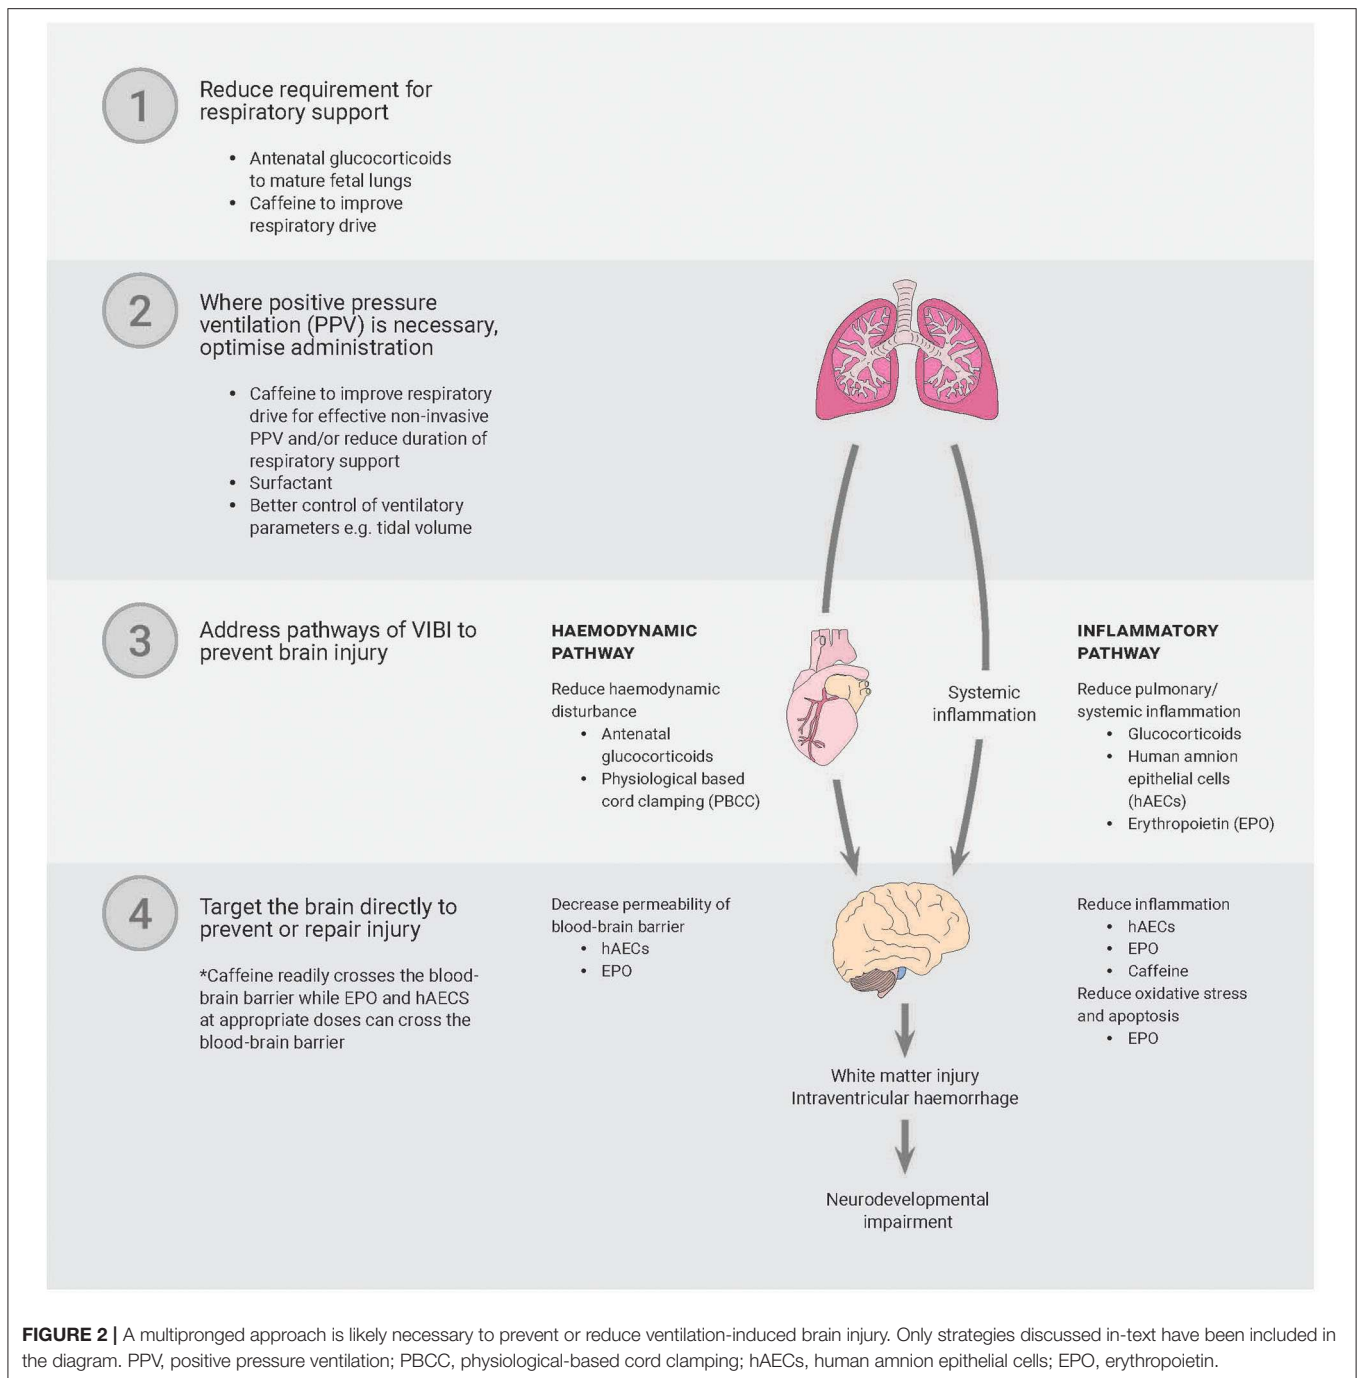 1
Reduce requirement for
respiratory support
• Antenatal glucocorticoids
to mature fetal lungs
• Caffeine to improve
respiratory drive
2
Where positive pressure
ventilation (PPV) is necessary,
optimise administration
• Caffeine to improve respiratory
drive for effective non-invasive
PPV and/or reduce duration of
respiratory support
• Surfactant
• Better control of ventilatory
parameters e.g. tidal volume
3
Address pathways of VIBI to
prevent brain injury
HAEMODYNAMIC
PATHWAY
Reduce haemodynamic
disturbance
• Antenatal
glucocorticoids
• Physiological based
cord clamping (PBCC)
Systemic
inflammation
INFLAMMATORY
PATHWAY
Reduce pulmonary/
systemic inflammation
• Glucocorticoids
• Human amnion
epithelial cells
(hAECs)
• Erythropoietin (EPO)
4
Target the brain directly to
prevent or repair injury
*Caffeine readily crosses the blood-
brain barrier while EPO and hAECS
at appropriate doses can cross the
blood-brain barrier
Decrease permeability of
blood-brain barrier
• hAECs
• EPO
Reduce inflammation
• hAECs
• EPO
• Caffeine
Reduce oxidative stress
and apoptosis
• EPO
White matter injury
Intraventricular haemorrhage
Neurodevelopmental
impairment
FIGURE 2 | A multipronged approach is likely necessary to prevent or reduce ventilation-induced brain injury. Only strategies discussed in-text have been included in
the diagram. PPV, positive pressure ventilation; PBCC, physiological-based cord clamping; hAECs, human amnion epithelial cells; EPO, erythropoietin.